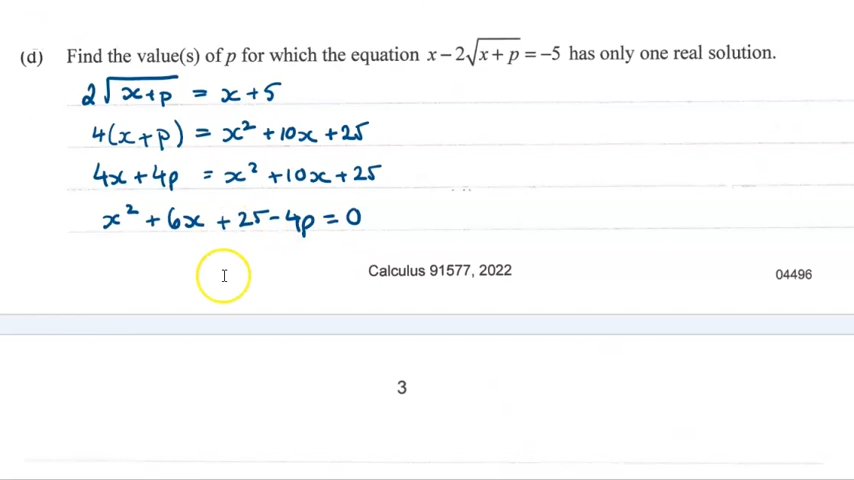 (d) Find the value(s) of p for which the equation x − 2√(x + p) = −5 has only one real solution.
2√(x+p) = x+5
4(x+p) = x² + 10x + 25
4x + 4p = x² + 10x + 25
x² + 6x + 25 − 4p = 0
Calculus 91577, 2022
04496
3